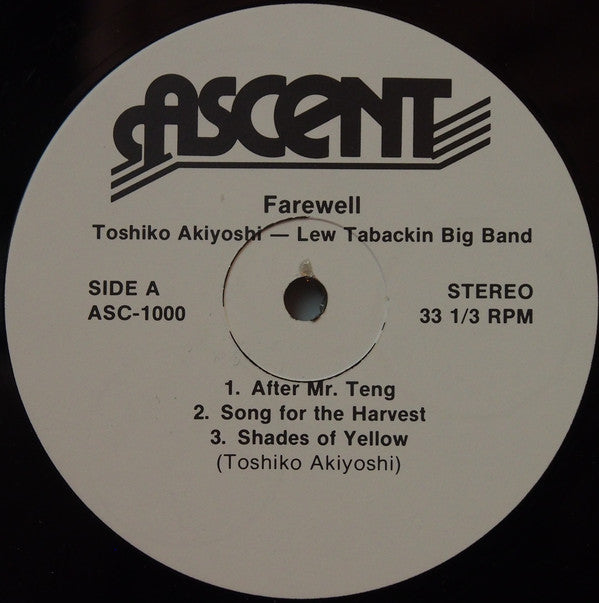 ASCENT
Farewell
Toshiko Akiyoshi — Lew Tabackin Big Band
SIDE A
ASC-1000
STEREO
33 1/3 RPM
1. After Mr. Teng
2. Song for the Harvest
3. Shades of Yellow
(Toshiko Akiyoshi)